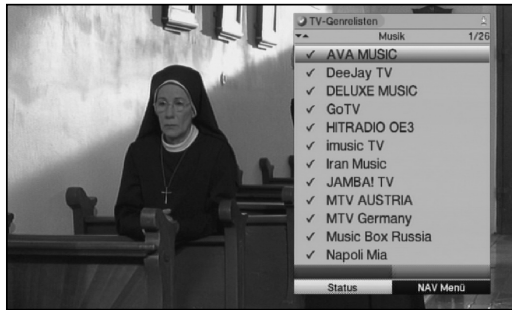 TV-Genrelisten
Musik 1/26
AVA MUSIC
DeeJay TV
DELUXE MUSIC
GoTV
HITRADIO OE3
imusic TV
Iran Music
JAMBA! TV
MTV AUSTRIA
MTV Germany
Music Box Russia
Napoli Mia
Status NAV Menü